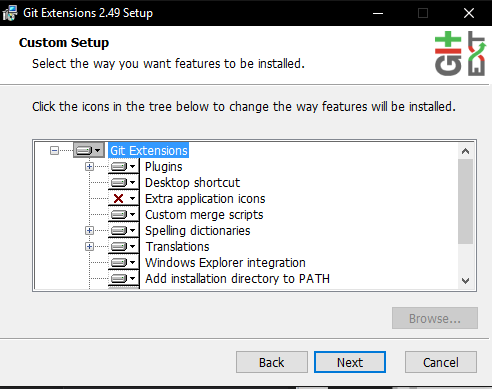 Git Extensions 2.49 Setup
Custom Setup
Select the way you want features to be installed.
GIt
EXT
Click the icons in the tree below to change the way features will be installed.
Git Extensions
Plugins
Desktop shortcut
Extra application icons
Custom merge scripts
Spelling dictionaries
Translations
Windows Explorer integration
Add installation directory to PATH
Browse...
Back Next Cancel